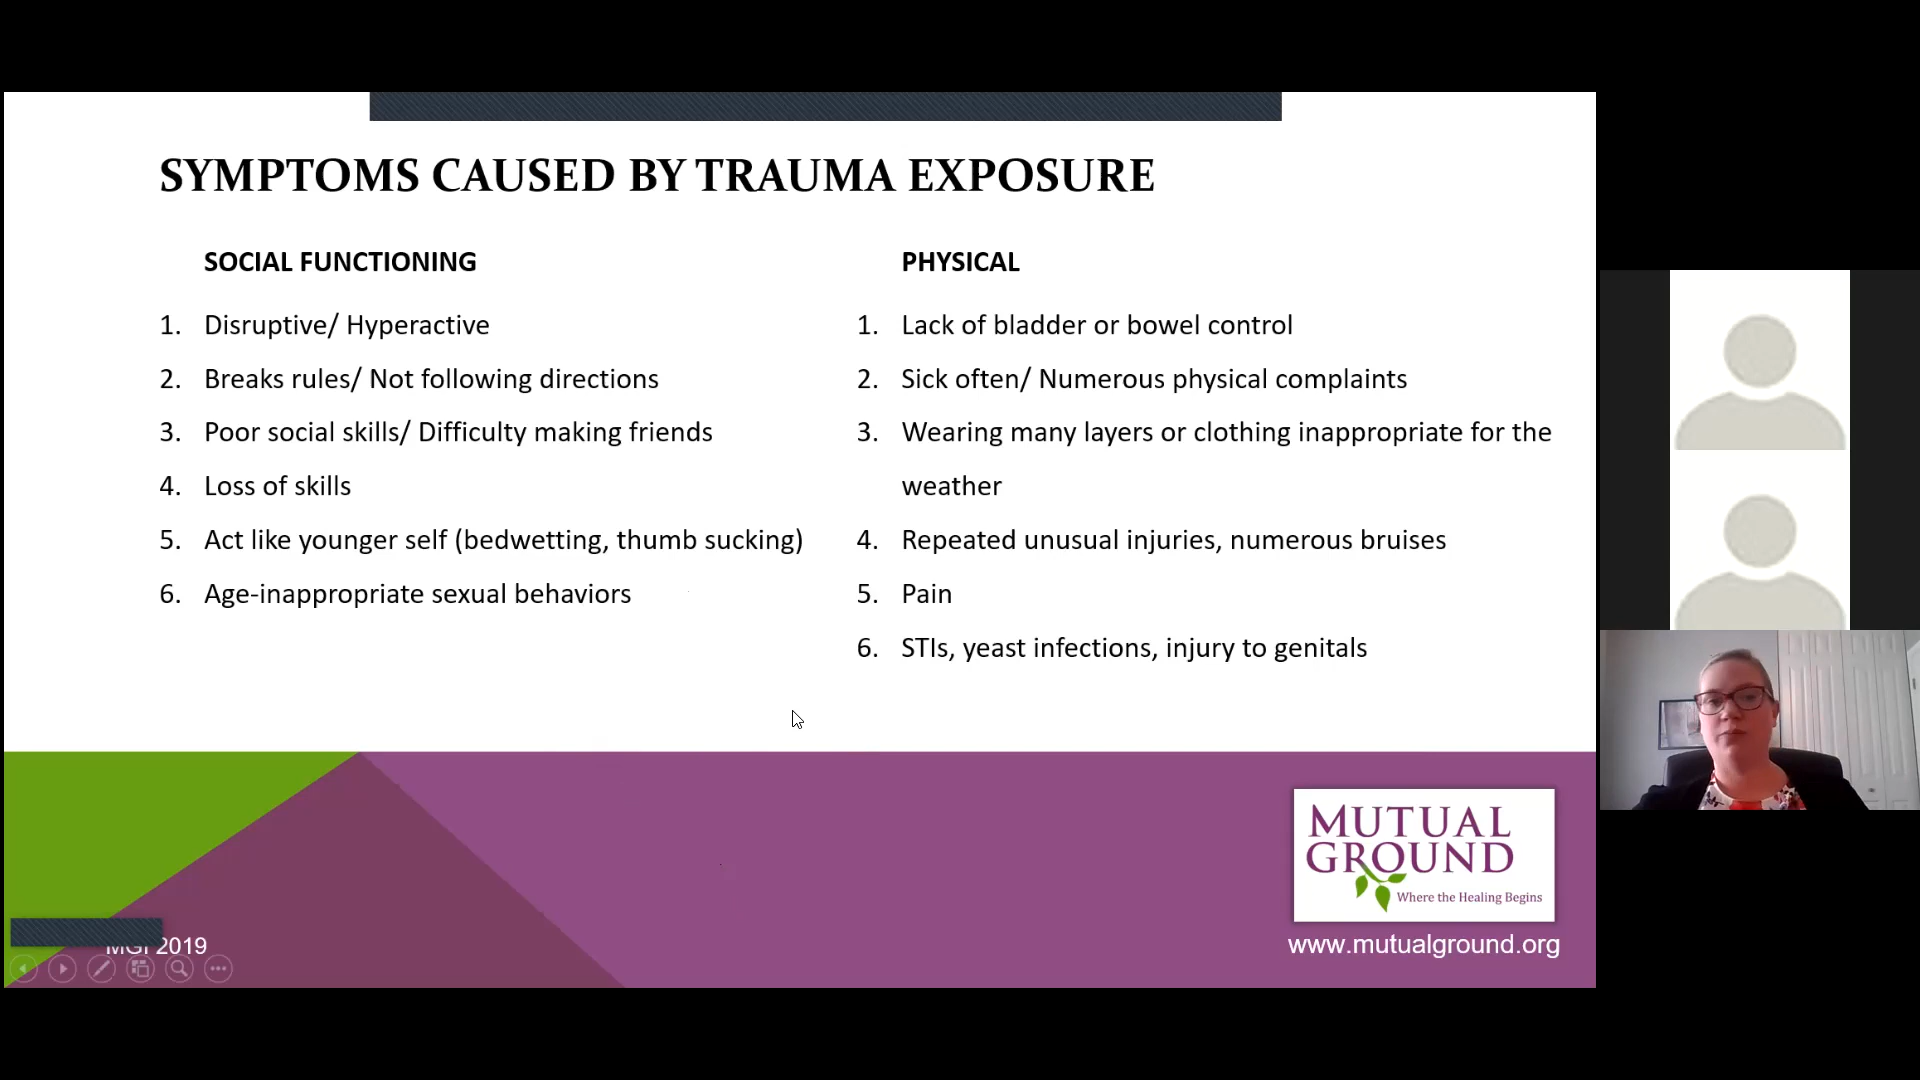 SYMPTOMS CAUSED BY TRAUMA EXPOSURE
SOCIAL FUNCTIONING
1. Disruptive/ Hyperactive
2. Breaks rules/ Not following directions
3. Poor social skills/ Difficulty making friends
4. Loss of skills
5. Act like younger self (bedwetting, thumb sucking)
6. Age-inappropriate sexual behaviors
PHYSICAL
1. Lack of bladder or bowel control
2. Sick often/ Numerous physical complaints
3. Wearing many layers or clothing inappropriate for the
weather
4. Repeated unusual injuries, numerous bruises
5. Pain
6. STIs, yeast infections, injury to genitals
MUTUAL
GROUND
Where the Healing Begins
www.mutualground.org
MGI 2019